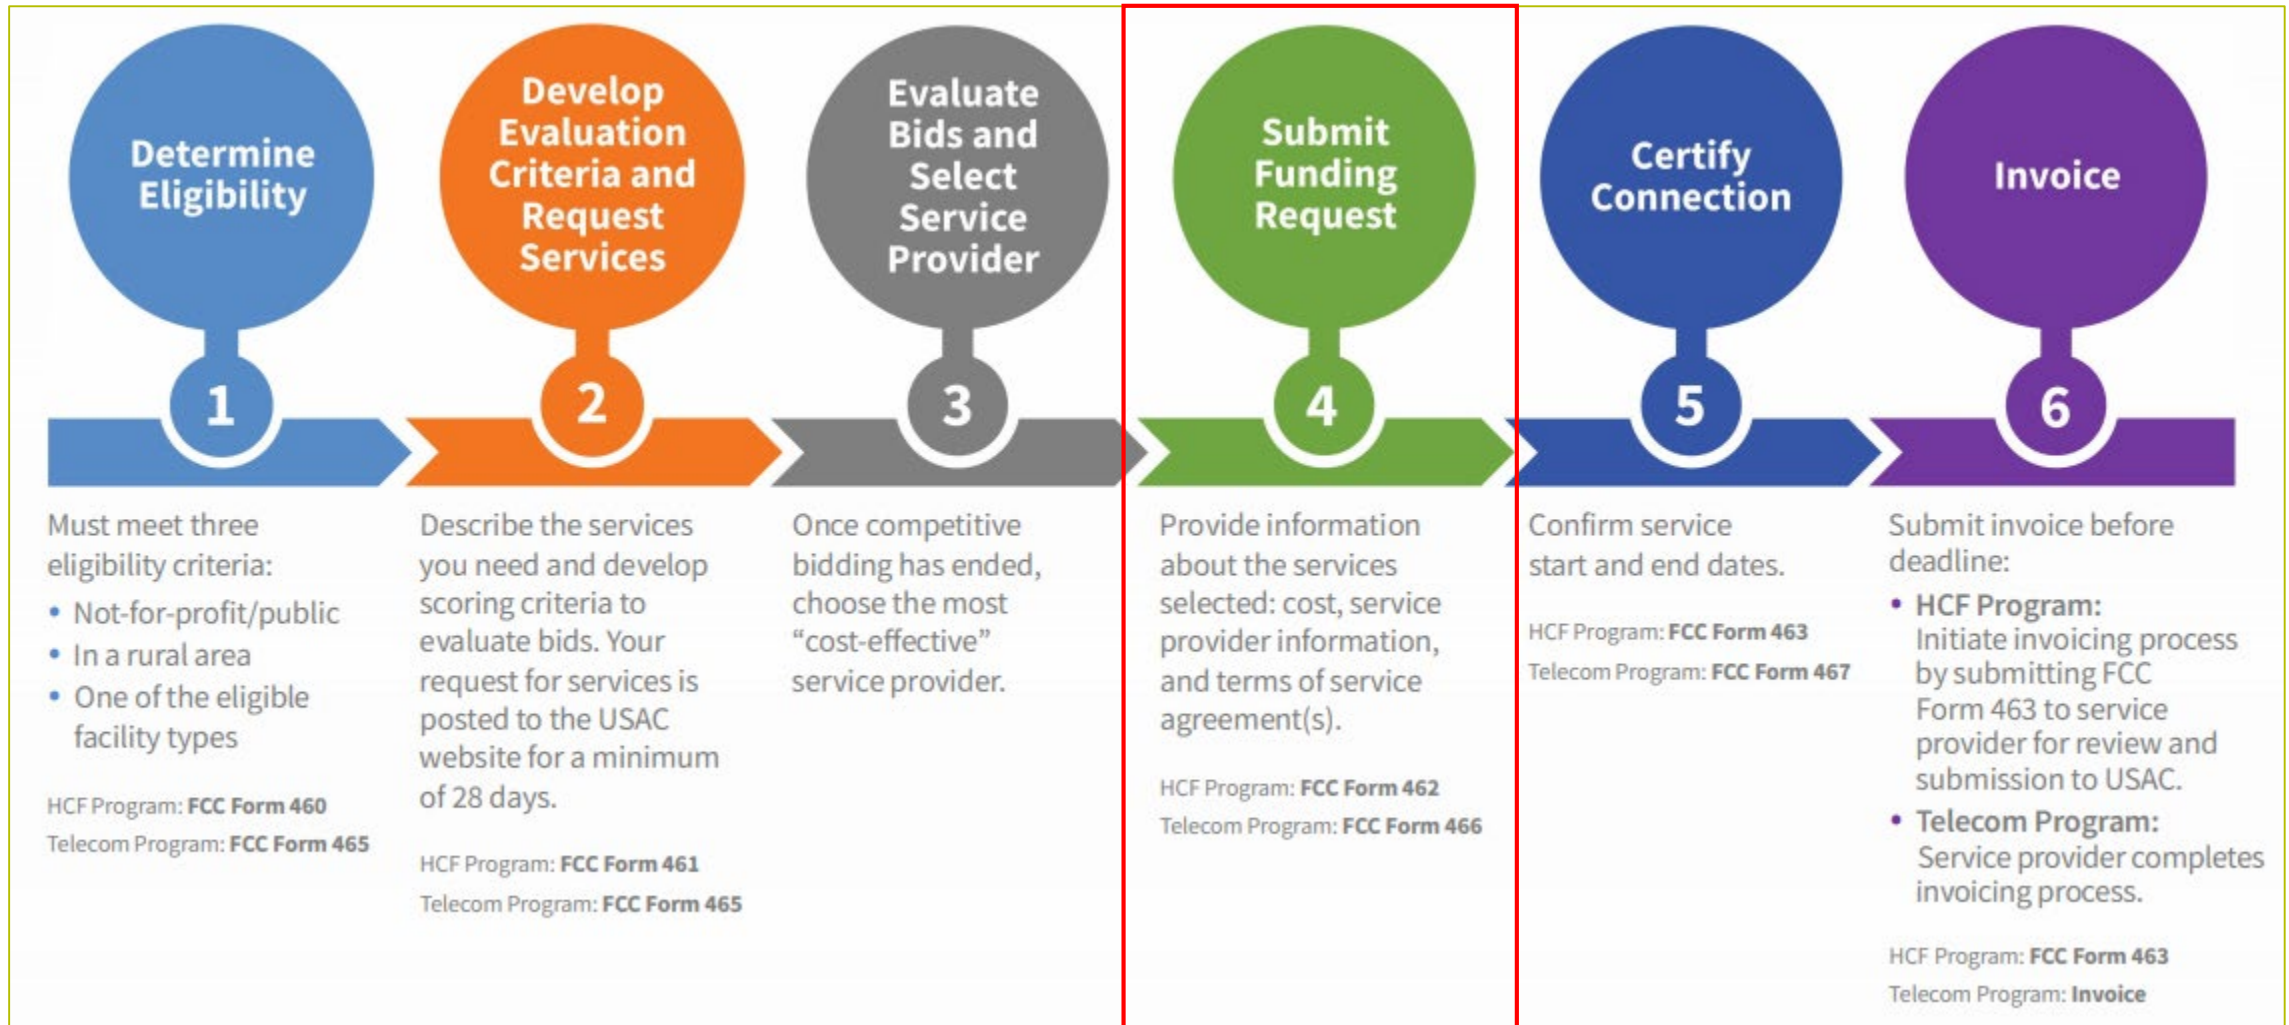 Determine
Eligibility
1
Must meet three
eligibility criteria:
• Not-for-profit/public
• In a rural area
• One of the eligible
facility types
HCF Program: FCC Form 460
Telecom Program: FCC Form 465
Develop
Evaluation
Criteria and
Request
Services
2
Describe the services
you need and develop
scoring criteria to
evaluate bids. Your
request for services is
posted to the USAC
website for a minimum
of 28 days.
HCF Program: FCC Form 461
Telecom Program: FCC Form 465
Evaluate
Bids and
Select
Service
Provider
3
Once competitive
bidding has ended,
choose the most
“cost-effective”
service provider.
Submit
Funding
Request
4
Provide information
about the services
selected: cost, service
provider information,
and terms of service
agreement(s).
HCF Program: FCC Form 462
Telecom Program: FCC Form 466
Certify
Connection
5
Confirm service
start and end dates.
HCF Program: FCC Form 463
Telecom Program: FCC Form 467
Invoice
6
Submit invoice before
deadline:
• HCF Program:
Initiate invoicing process
by submitting FCC
Form 463 to service
provider for review and
submission to USAC.
• Telecom Program:
Service provider completes
invoicing process.
HCF Program: FCC Form 463
Telecom Program: Invoice